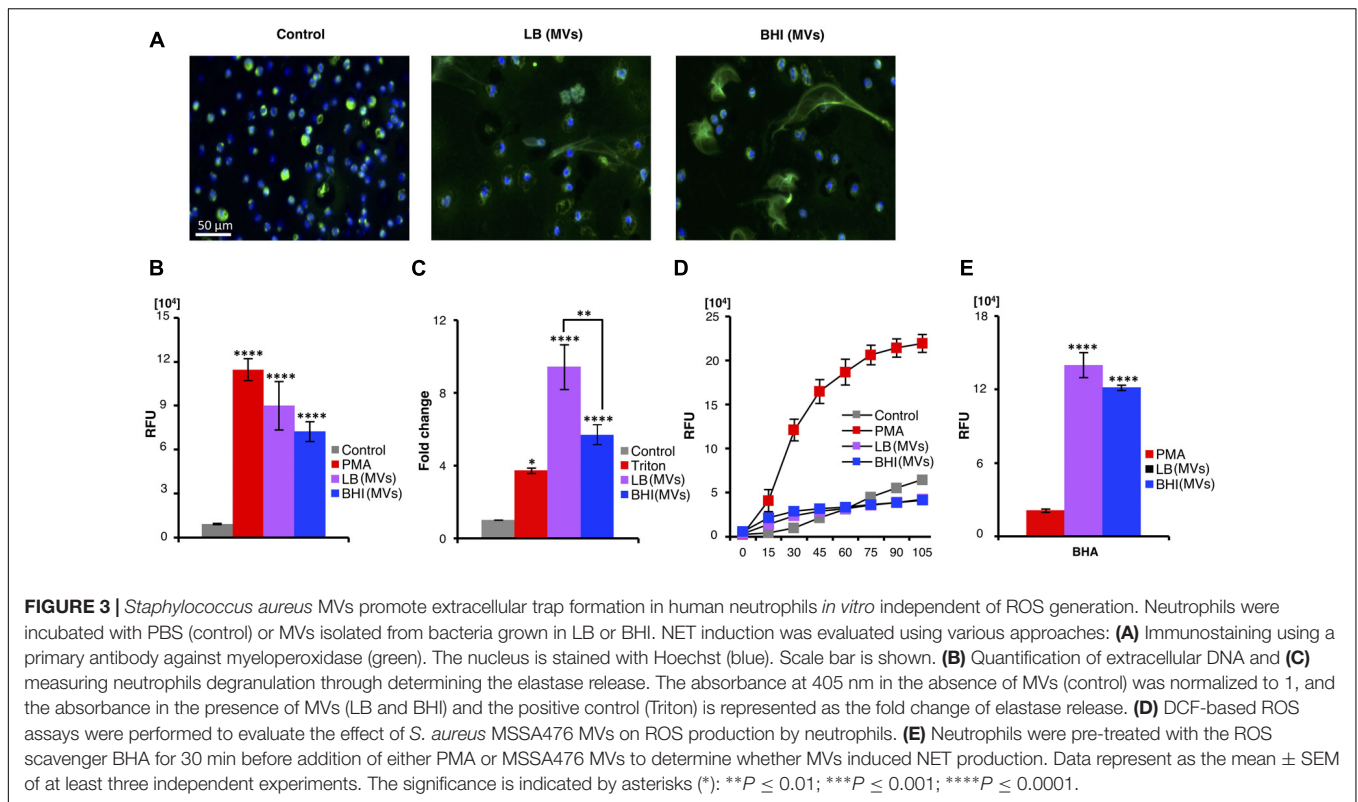 A
Control
LB (MVs)
BHI (MVs)
50 µm
B
[10⁴]
15
12
9
6
3
0
RFU
****
****
****
Control
PMA
LB (MVs)
BHI(MVs)
C
12
8
4
0
Fold change
*
****
**
****
Control
Triton
LB (MVs)
BHI(MVs)
D
[10⁴]
25
20
15
10
5
0
RFU
Control
PMA
LB (MVs)
BHI(MVs)
0 15 30 45 60 75 90 105
E
[10⁴]
18
12
6
0
RFU
****
****
PMA
LB(MVs)
BHI(MVs)
BHA
FIGURE 3 | Staphylococcus aureus MVs promote extracellular trap formation in human neutrophils in vitro independent of ROS generation. Neutrophils were
incubated with PBS (control) or MVs isolated from bacteria grown in LB or BHI. NET induction was evaluated using various approaches: (A) Immunostaining using a
primary antibody against myeloperoxidase (green). The nucleus is stained with Hoechst (blue). Scale bar is shown. (B) Quantification of extracellular DNA and (C)
measuring neutrophils degranulation through determining the elastase release. The absorbance at 405 nm in the absence of MVs (control) was normalized to 1, and
the absorbance in the presence of MVs (LB and BHI) and the positive control (Triton) is represented as the fold change of elastase release. (D) DCF-based ROS
assays were performed to evaluate the effect of S. aureus MSSA476 MVs on ROS production by neutrophils. (E) Neutrophils were pre-treated with the ROS
scavenger BHA for 30 min before addition of either PMA or MSSA476 MVs to determine whether MVs induced NET production. Data represent as the mean ± SEM
of at least three independent experiments. The significance is indicated by asterisks (*): **P ≤ 0.01; ***P ≤ 0.001; ****P ≤ 0.0001.